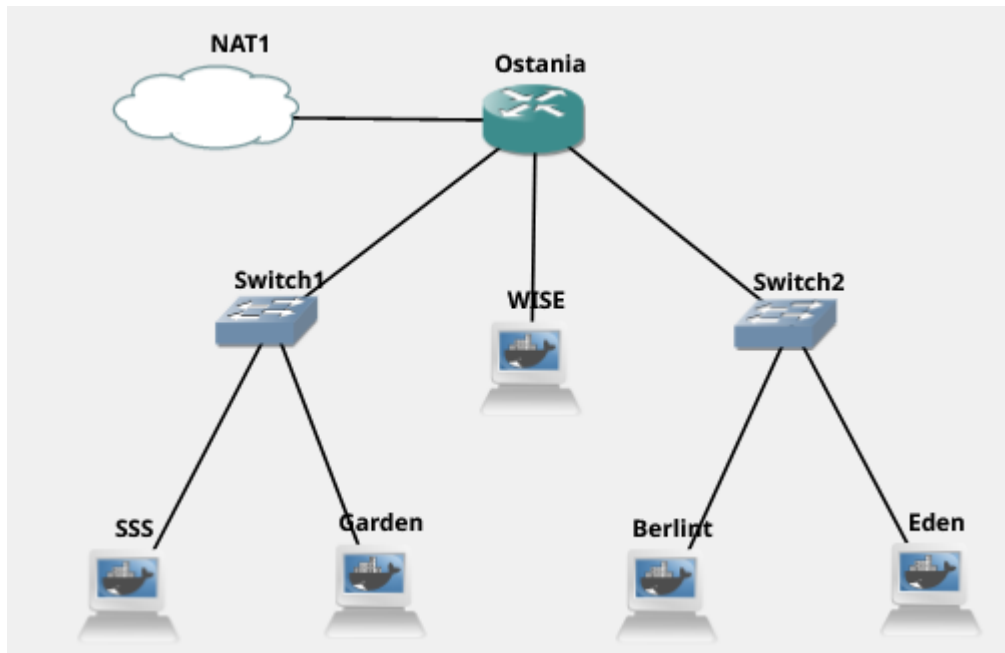 NAT1
Ostania
Switch1
WISE
Switch2
SSS
Garden
Berlint
Eden